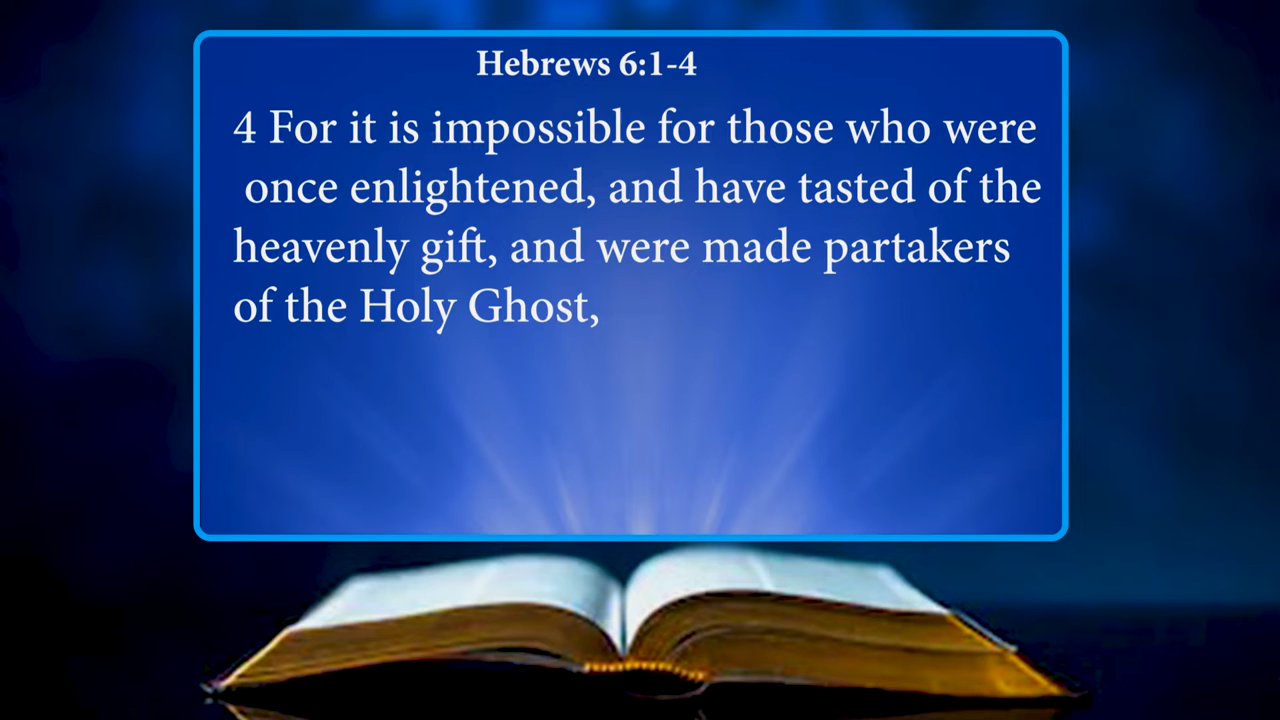 Hebrews 6:1-4
4 For it is impossible for those who were
once enlightened, and have tasted of the
heavenly gift, and were made partakers
of the Holy Ghost,